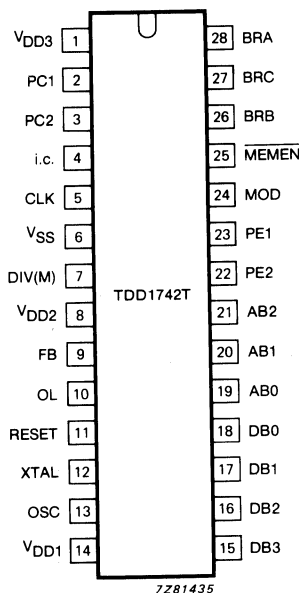 VDD3 1 28 BRA
PC1 2 27 BRC
PC2 3 26 BRB
i.c. 4 25 MEMEN
CLK 5 24 MOD
VSS 6 23 PE1
DIV(M) 7 22 PE2
TDD1742T
VDD2 8 21 AB2
FB 9 20 AB1
OL 10 19 AB0
RESET 11 18 DB0
XTAL 12 17 DB1
OSC 13 16 DB2
VDD1 14 15 DB3
7Z81435